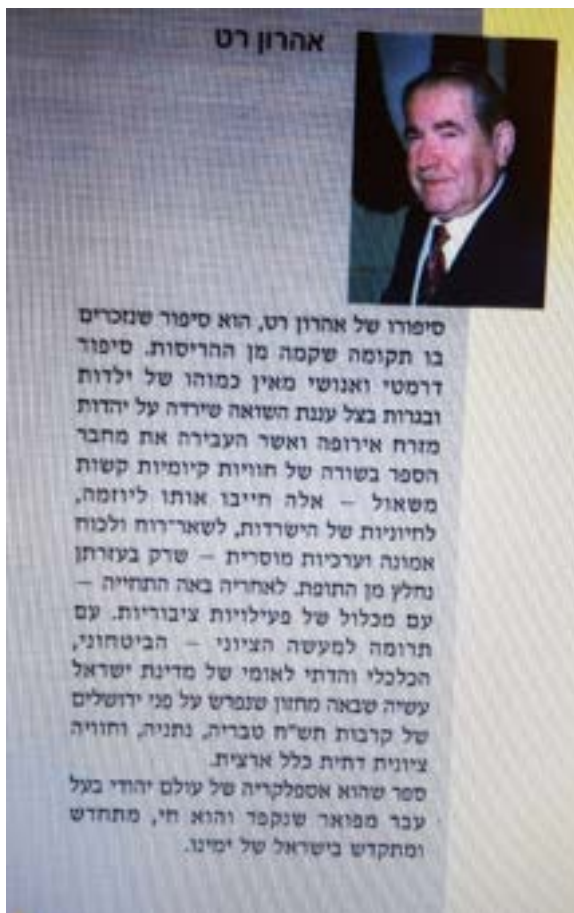 אהרון רט
סיפורו של אהרון רט, הוא סיפור שנזכרים
בו תקומה שקמה מן ההריסות. סיפור
דרמטי ואנושי מאין כמוהו של ילדות
ובגרות בצל עננת השואה שירדה על יהדות
מזרח אירופה ואשר העבירה את מחבר
הספר בשורה של חוויות קיומיות קשות
משאול – אלה חייבו אותו ליוזמה,
לחיוניות של הישרדות, לשאר־רוח ולכוח
אמונה וערכיות מוסרית – שרק בעזרתן
נחלץ מן התופת. לאחריה באה התחייה –
עם מכלול של פעילויות ציבוריות. עם
תרומה למעשה הציוני – הביטחוני,
הכלכלי והדתי לאומי של מדינת ישראל
עשיה שבאה מחזון שנפרש על פני ירושלים
של קרבות תש״ח טבריה, נתניה, וחוויה
ציונית דתית כלל ארצית.
ספר שהוא אספלקריה של עולם יהודי בעל
עבר מפואר שנקפד והוא חי, מתחדש
ומתקדש בישראל של ימינו.